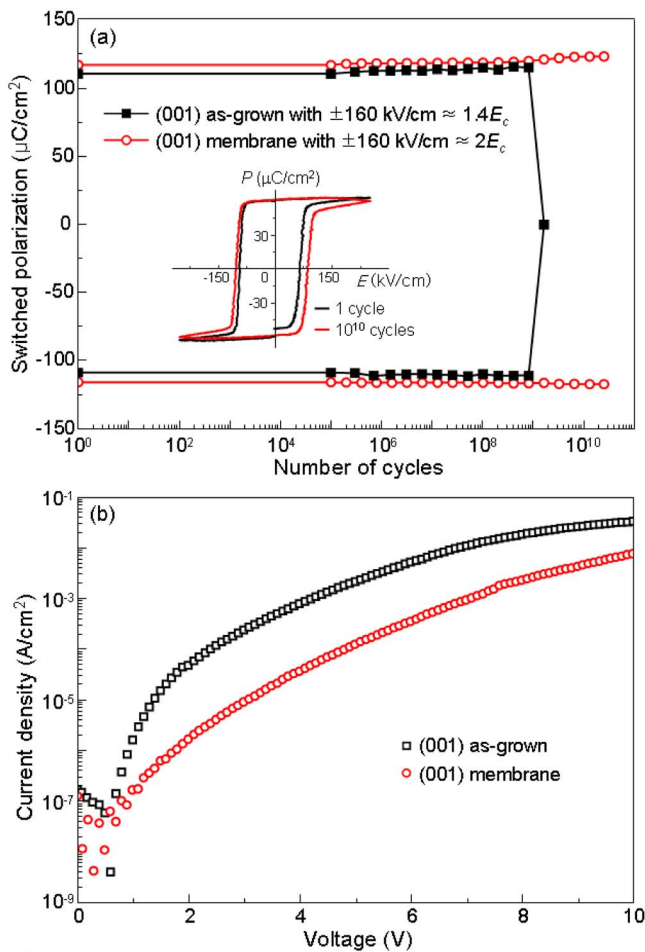 (a)
150
100
50
0
-50
-100
-150
Switched polarization (μC/cm²)
(001) as-grown with ±160 kV/cm ≈ 1.4E_c
(001) membrane with ±160 kV/cm ≈ 2E_c
P (μC/cm²)
30
-150 0 150
E (kV/cm)
-30
1 cycle
10¹⁰ cycles
10⁰ 10² 10⁴ 10⁶ 10⁸ 10¹⁰
Number of cycles
(b)
10⁻¹
10⁻³
10⁻⁵
10⁻⁷
10⁻⁹
Current density (A/cm²)
(001) as-grown
(001) membrane
0 2 4 6 8 10
Voltage (V)